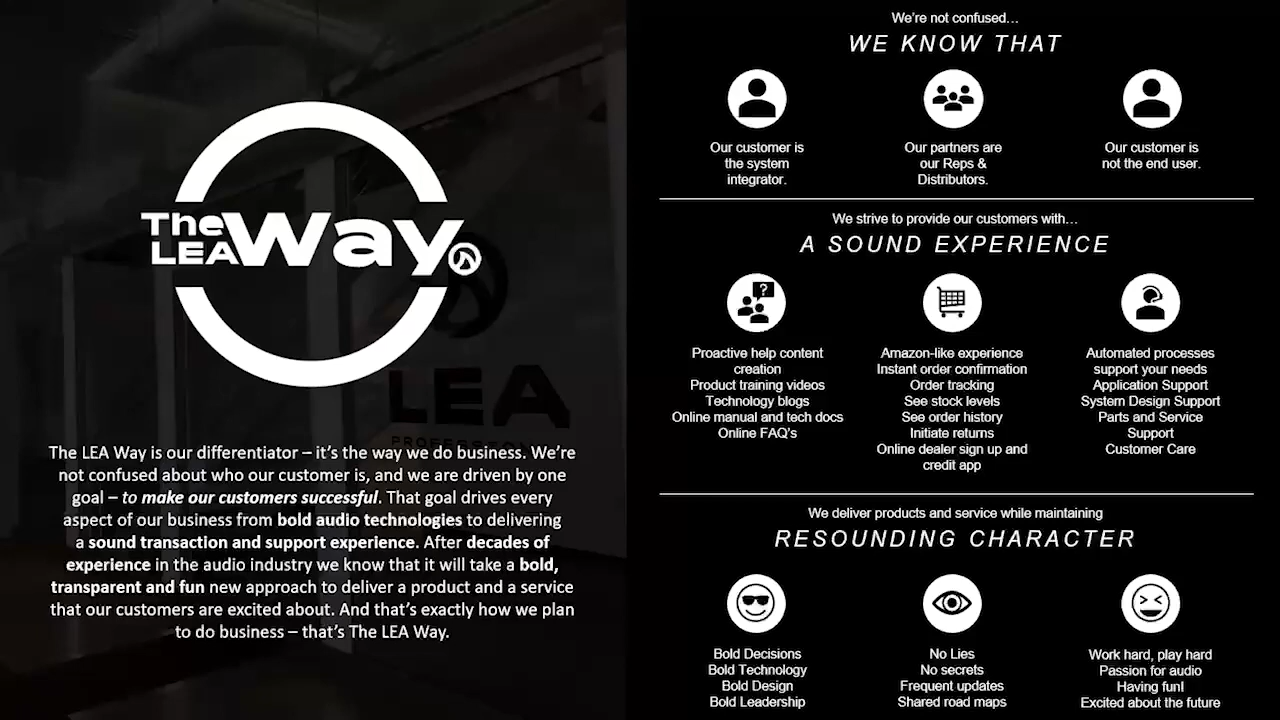 The
LEA
Way
LEA
PROFESSIONAL
The LEA Way is our differentiator – it's the way we do business. We're
not confused about who our customer is, and we are driven by one
goal – to make our customers successful. That goal drives every
aspect of our business from bold audio technologies to delivering
a sound transaction and support experience. After decades of
experience in the audio industry we know that it will take a bold,
transparent and fun new approach to deliver a product and a service
that our customers are excited about. And that's exactly how we plan
to do business – that's The LEA Way.
We're not confused...
WE KNOW THAT
Our customer is
the system
integrator.
Our partners are
our Reps &
Distributors.
Our customer is
not the end user.
We strive to provide our customers with...
A SOUND EXPERIENCE
?
Proactive help content
creation
Product training videos
Technology blogs
Online manual and tech docs
Online FAQ's
Amazon-like experience
Instant order confirmation
Order tracking
See stock levels
See order history
Initiate returns
Online dealer sign up and
credit app
Automated processes
support your needs
Application Support
System Design Support
Parts and Service
Support
Customer Care
We deliver products and service while maintaining
RESOUNDING CHARACTER
Bold Decisions
Bold Technology
Bold Design
Bold Leadership
No Lies
No secrets
Frequent updates
Shared road maps
Work hard, play hard
Passion for audio
Having fun!
Excited about the future